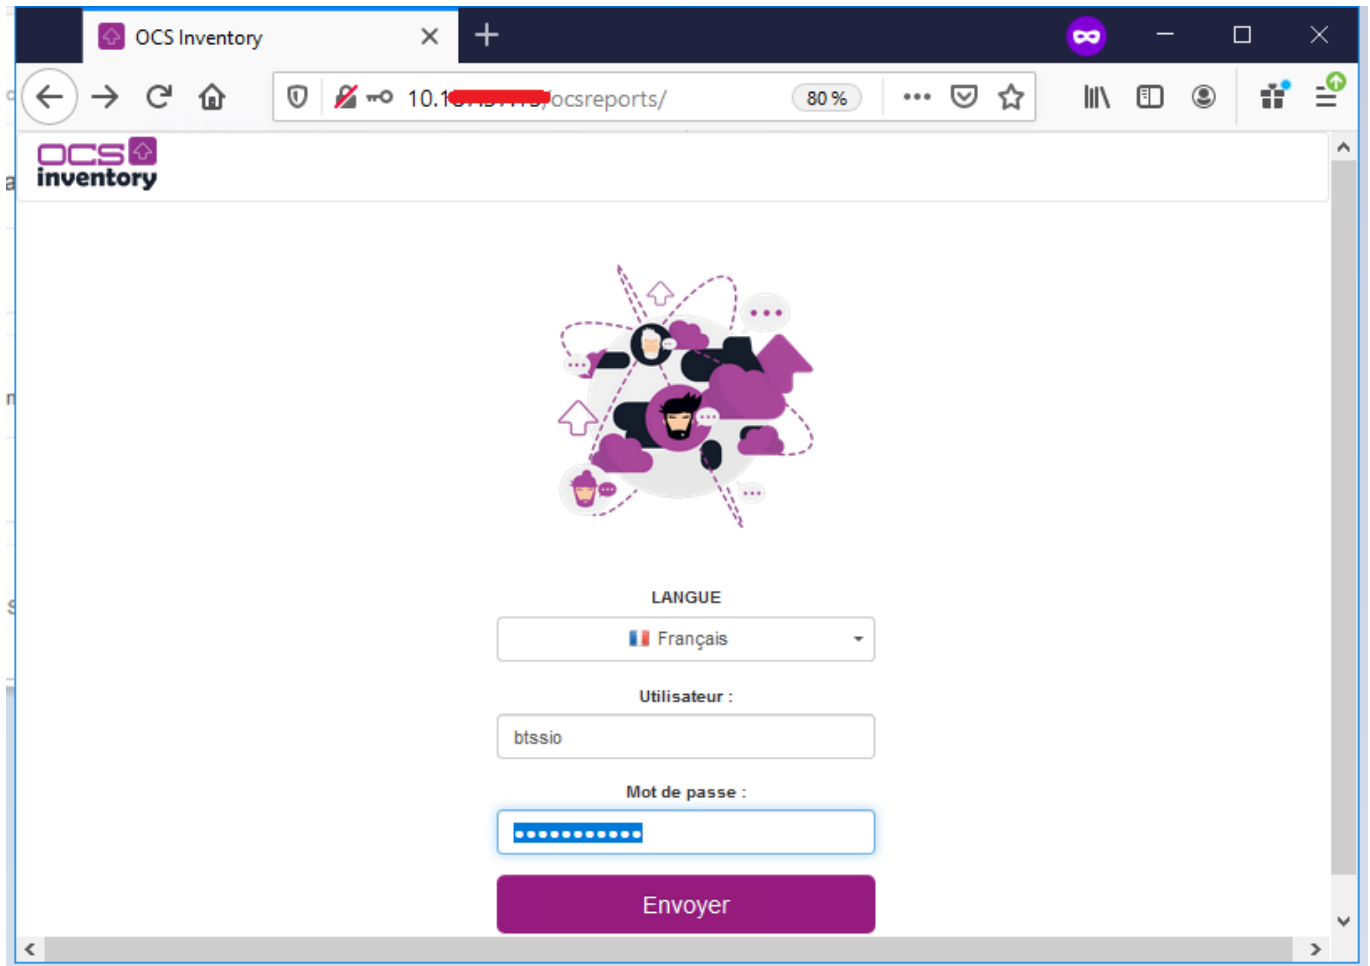 OCS Inventory
10.1 /ocsreports/
80 %
OCS
inventory
LANGUE
Français
Utilisateur :
btssio
Mot de passe :
•••••••••••
Envoyer